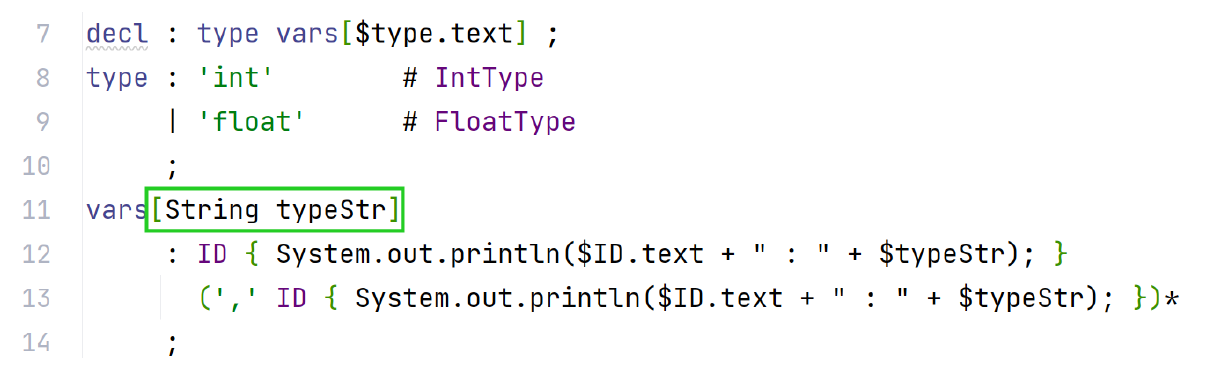 7 decl : type vars[$type.text] ;
8 type : 'int' # IntType
9 | 'float' # FloatType
10 ;
11 vars[String typeStr]
12 : ID { System.out.println($ID.text + " : " + $typeStr); }
13 (',' ID { System.out.println($ID.text + " : " + $typeStr); })*
14 ;